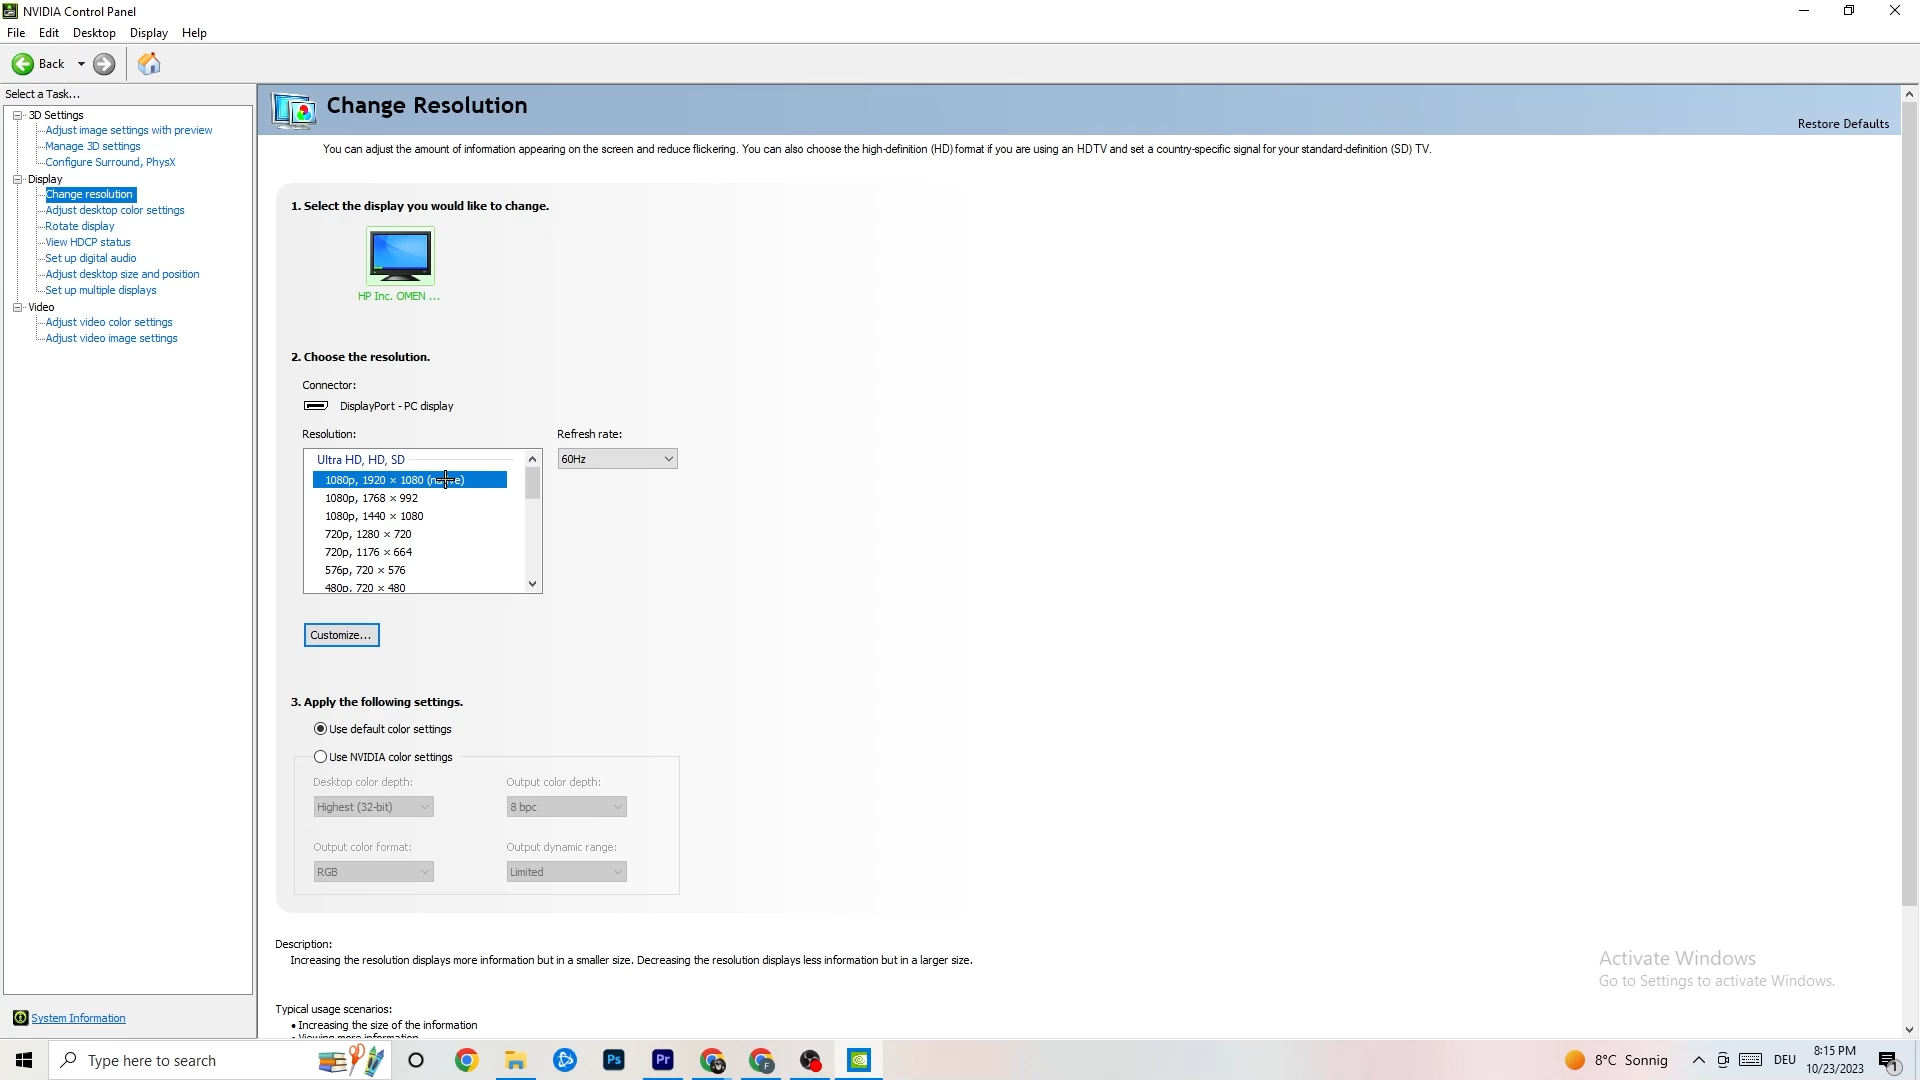 NVIDIA Control Panel
File Edit Desktop Display Help
Back
Select a Task...
3D Settings
Adjust image settings with preview
Manage 3D settings
Configure Surround, PhysX
Display
Change resolution
Adjust desktop color settings
Rotate display
View HDCP status
Set up digital audio
Adjust desktop size and position
Set up multiple displays
Video
Adjust video color settings
Adjust video image settings
System Information
Change Resolution
Restore Defaults
You can adjust the amount of information appearing on the screen and reduce flickering. You can also choose the high-definition (HD) format if you are using an HDTV and set a country-specific signal for your standard-definition (SD) TV.
1. Select the display you would like to change.
HP Inc. OMEN ...
2. Choose the resolution.
Connector:
DisplayPort - PC display
Resolution:
Refresh rate:
Ultra HD, HD, SD
60Hz
1080p, 1920 × 1080
1080p, 1768 × 992
1080p, 1440 × 1080
720p, 1280 × 720
720p, 1176 × 664
576p, 720 × 576
480p, 720 × 480
Customize...
3. Apply the following settings.
Use default color settings
Use NVIDIA color settings
Desktop color depth:
Output color depth:
Highest (32-bit)
8 bpc
Output color format:
Output dynamic range:
RGB
Limited
Description:
Increasing the resolution displays more information but in a smaller size. Decreasing the resolution displays less information but in a larger size.
Typical usage scenarios:
• Increasing the size of the information
Activate Windows
Go to Settings to activate Windows.
Type here to search
Ps
Pr
F
8°C Sonnig
DEU
8:15 PM
10/23/2023
1